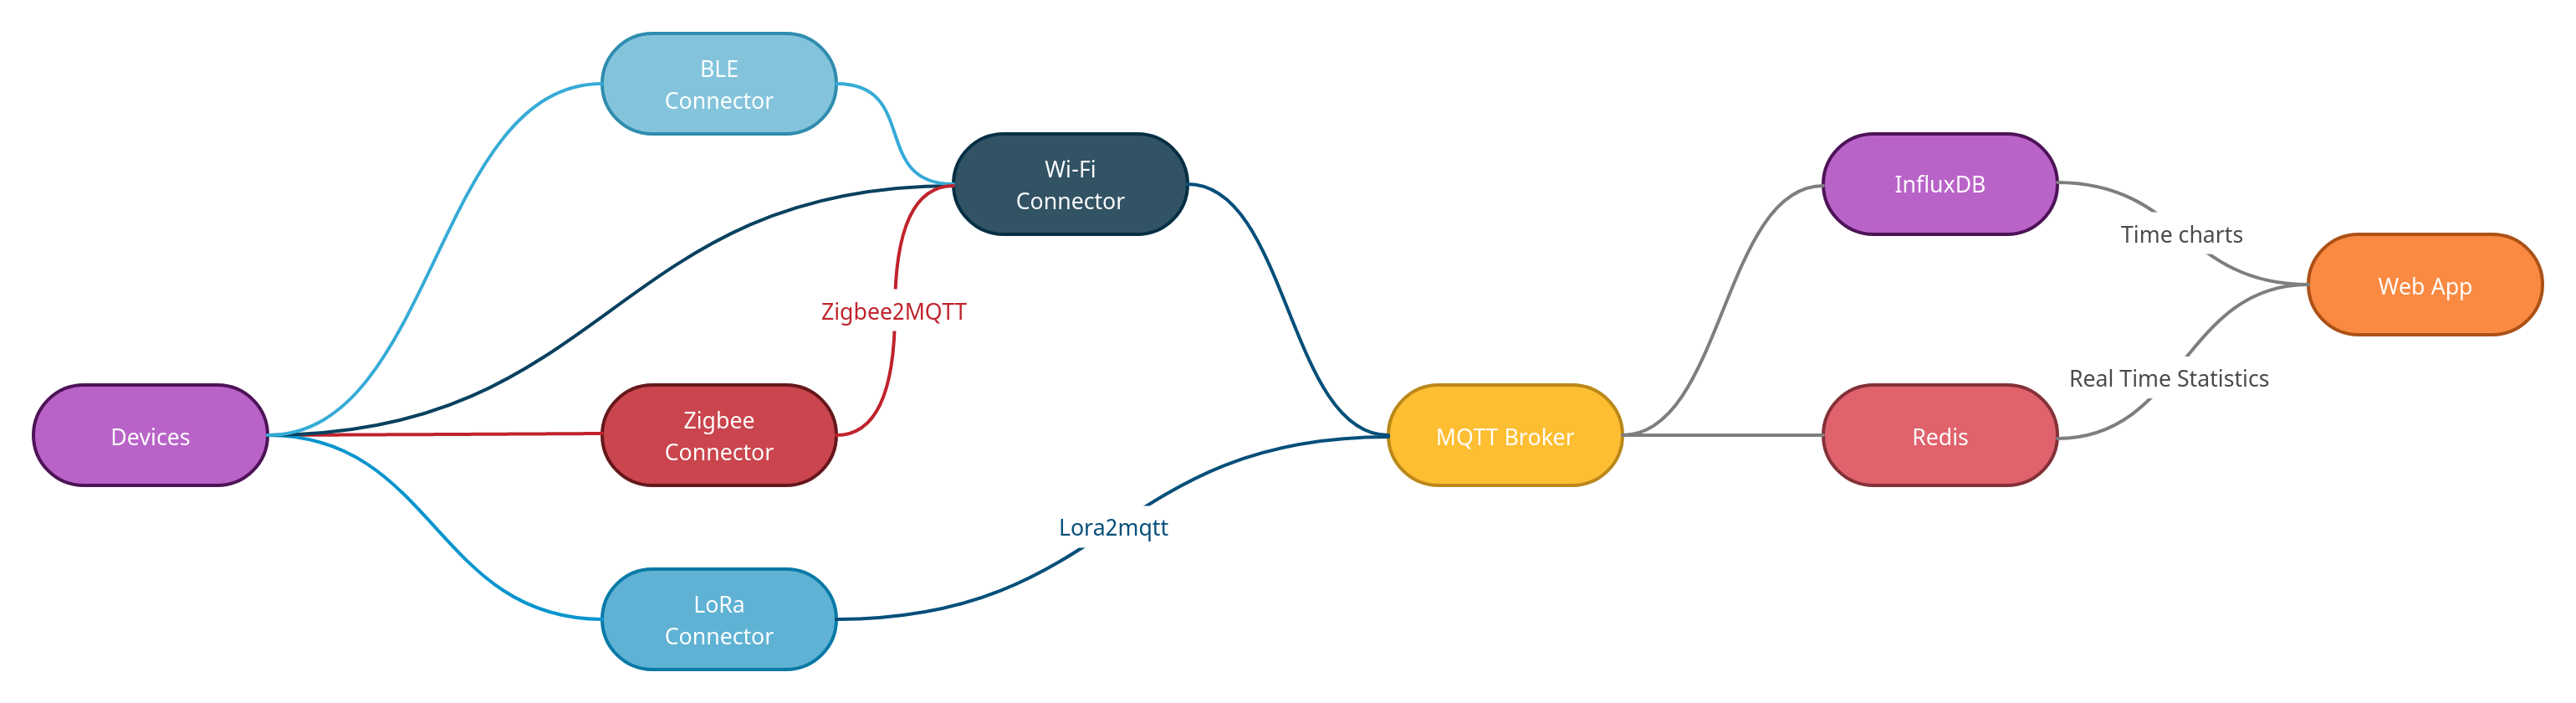 BLE
Connector
Wi-Fi
Connector
InfluxDB
Time charts
Web App
Zigbee2MQTT
Real Time Statistics
Devices
Zigbee
Connector
MQTT Broker
Redis
Lora2mqtt
LoRa
Connector